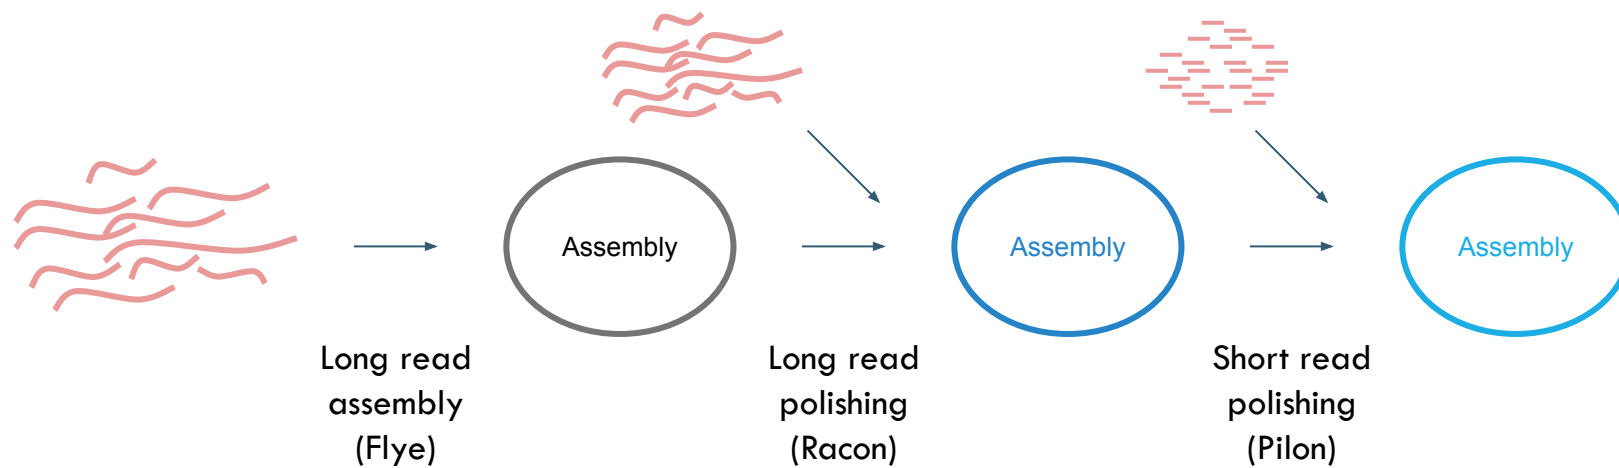 Assembly
Assembly
Assembly
Long read
assembly
(Flye)
Long read
polishing
(Racon)
Short read
polishing
(Pilon)